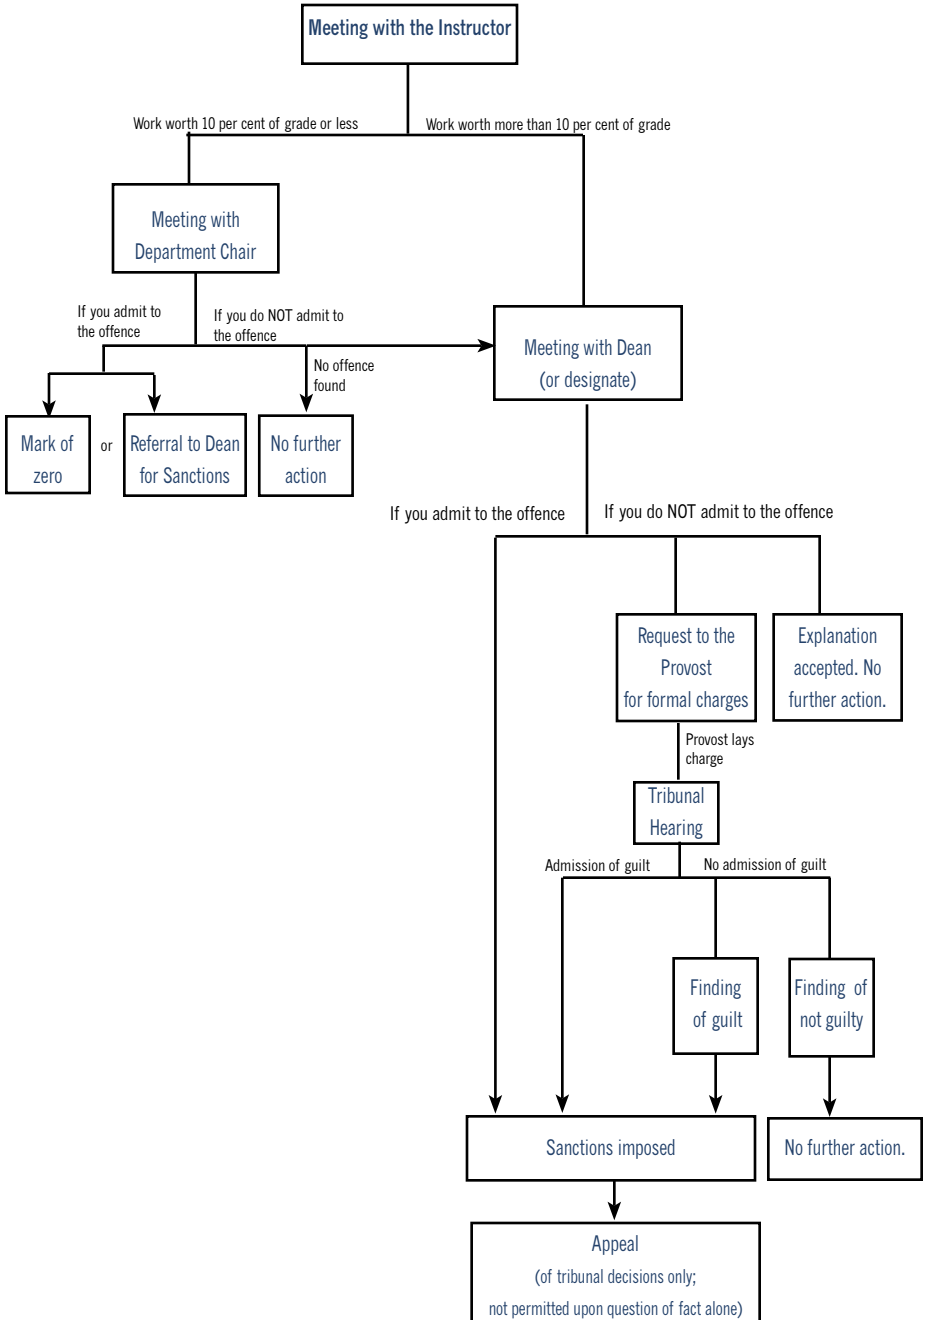 Meeting with the Instructor
Work worth 10 per cent of grade or less
Work worth more than 10 per cent of grade
Meeting with
Department Chair
If you admit to
the offence
If you do NOT admit to
the offence
Meeting with Dean
(or designate)
No offence
found
Mark of
zero
or
Referral to Dean
for Sanctions
No further
action
If you admit to the offence
If you do NOT admit to the offence
Request to the
Provost
for formal charges
Explanation
accepted. No
further action.
Provost lays
charge
Tribunal
Hearing
Admission of guilt
No admission of guilt
Finding
of guilt
Finding of
not guilty
Sanctions imposed
No further action.
Appeal
(of tribunal decisions only;
not permitted upon question of fact alone)